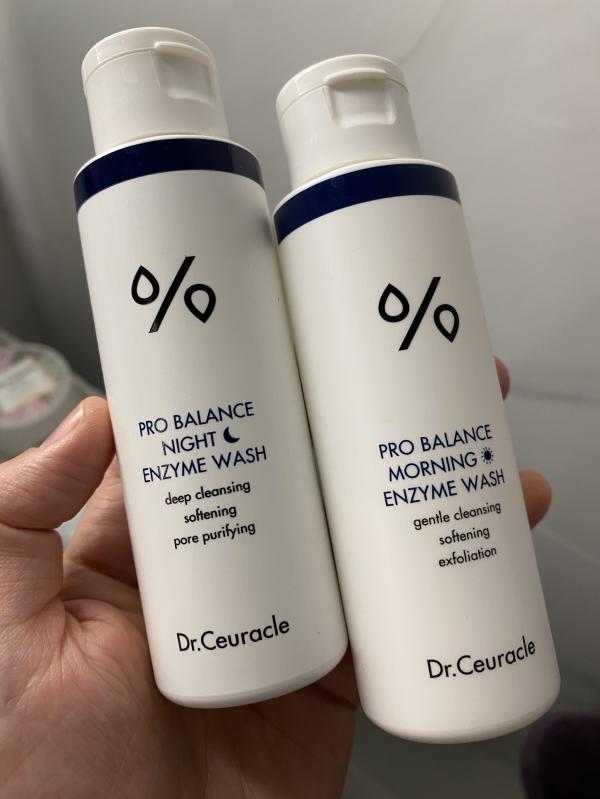 %
PRO BALANCE
NIGHT
ENZYME WASH
deep cleansing
softening
pore purifying
Dr.Ceuracle
%
PRO BALANCE
MORNING
ENZYME WASH
gentle cleansing
softening
exfoliation
Dr.Ceuracle